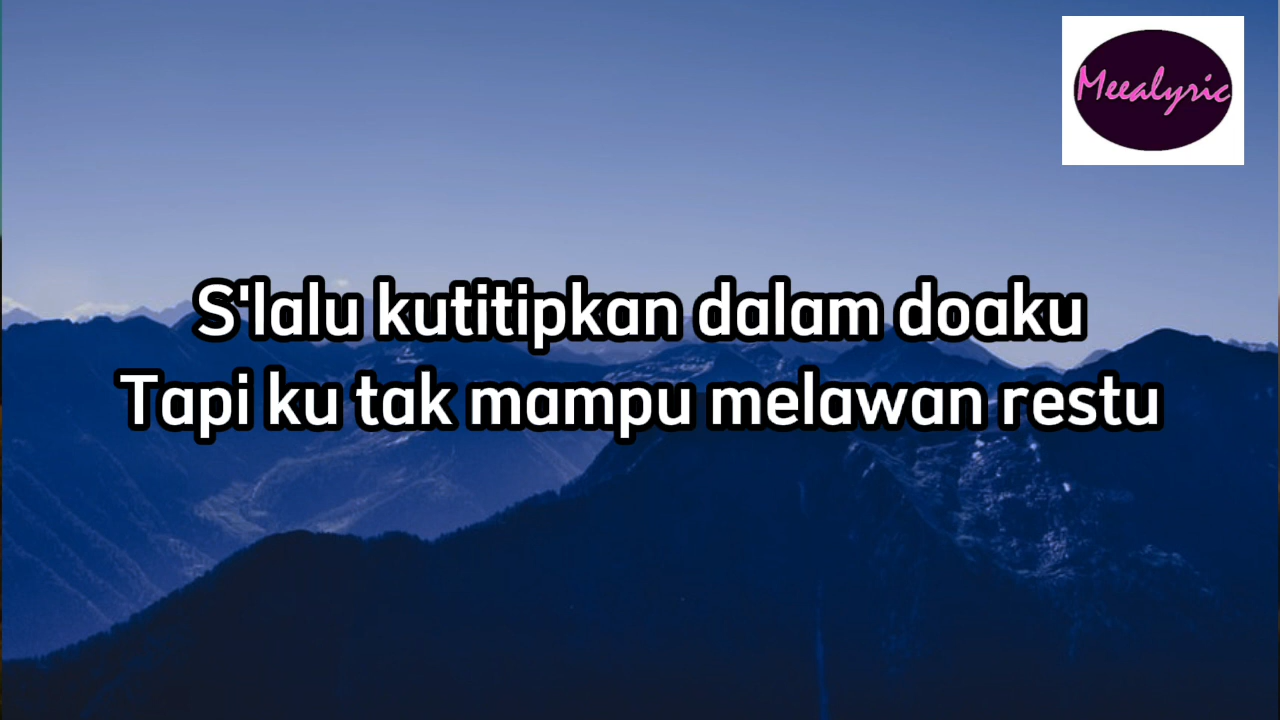 Meealyric
S'lalu kutitipkan dalam doaku
Tapi ku tak mampu melawan restu